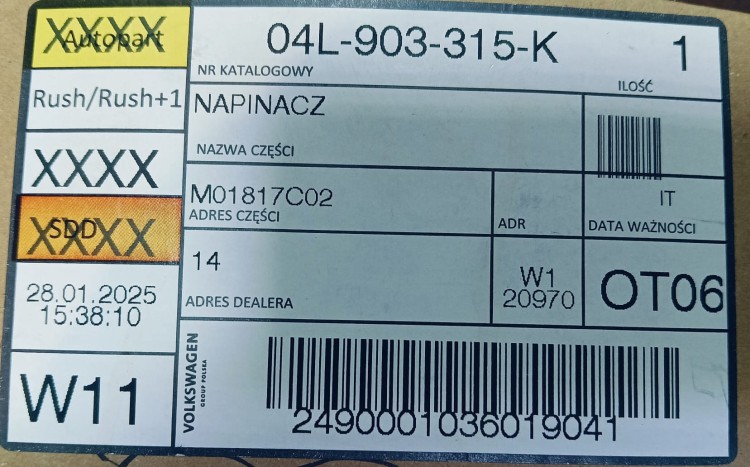 Autopart
XXXX
04L-903-315-K
1
NR KATALOGOWY
ILOŚĆ
Rush/Rush+1
NAPINACZ
NAZWA CZĘŚCI
XXXX
M01817C02
IT
ADRES CZĘŚCI
ADR
DATA WAŻNOŚCI
SDD
XXXX
14
W1
20970
OT06
ADRES DEALERA
28.01.2025
15:38:10
W11
VOLKSWAGEN
GROUP POLSKA
2490001036019041